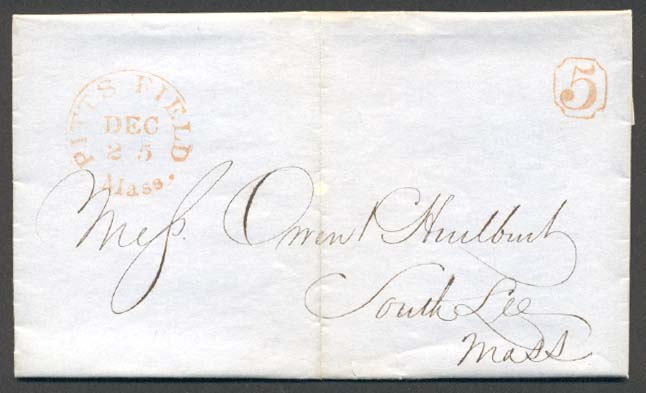 PITTS FIELD
DEC
25
Mass.
5
Meſs. Owen & Hurlbut
South Lee
Mass